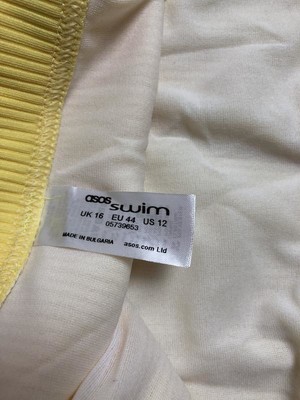 asos swim
UK 16 EU 44 US 12
05739653
MADE IN BULGARIA asos.com Ltd